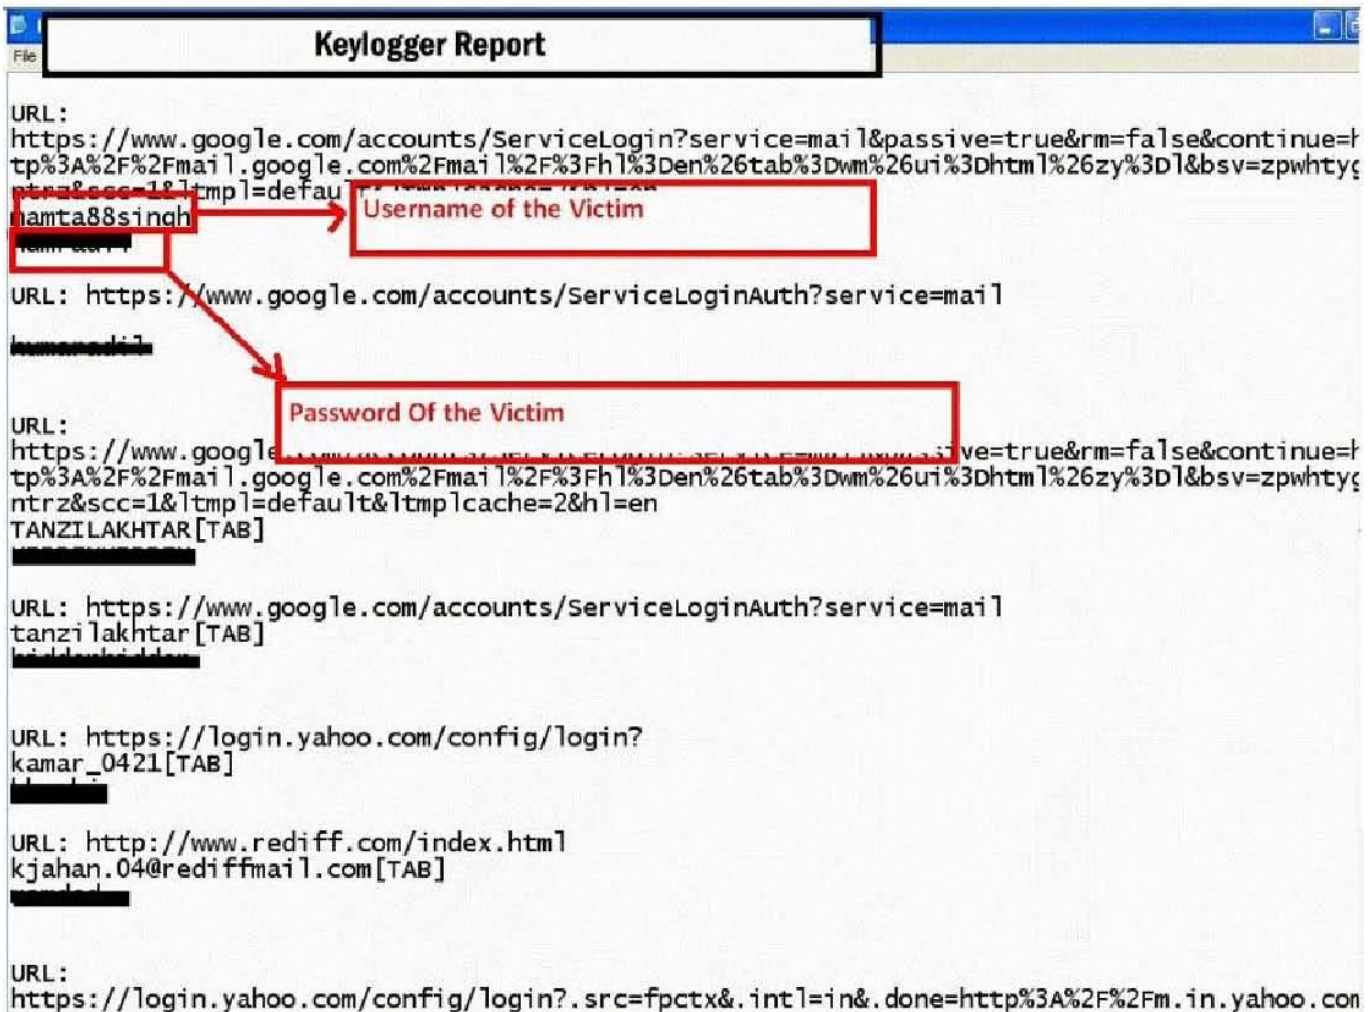 Keylogger Report
File
URL:
https://www.google.com/accounts/ServiceLogin?service=mail&passive=true&rm=false&continue=h
tp%3A%2F%2Fmail.google.com%2Fmail%2F%3Fhl%3Den%26tab%3Dwm%26ui%3Dhtml%26zy%3Dl&bsv=zpwhtyg
Username of the Victim
URL: https://www.google.com/accounts/ServiceLoginAuth?service=mail
Password Of the Victim
URL:
https://www.google
ive=true&rm=false&continue=h
tp%3A%2F%2Fmail.google.com%2Fmail%2F%3Fhl%3Den%26tab%3Dwm%26ui%3Dhtml%26zy%3Dl&bsv=zpwhtyg
ntrz&scc=1&ltmpl=default&ltmplcache=2&hl=en
TANZILAKHTAR[TAB]
URL: https://www.google.com/accounts/ServiceLoginAuth?service=mail
tanzilakhtar[TAB]
URL: https://login.yahoo.com/config/login?
kamar_0421[TAB]
URL: http://www.rediff.com/index.html
kjahan.04@rediffmail.com[TAB]
URL:
https://login.yahoo.com/config/login?.src=fpctx&.intl=in&.done=http%3A%2F%2Fm.in.yahoo.com